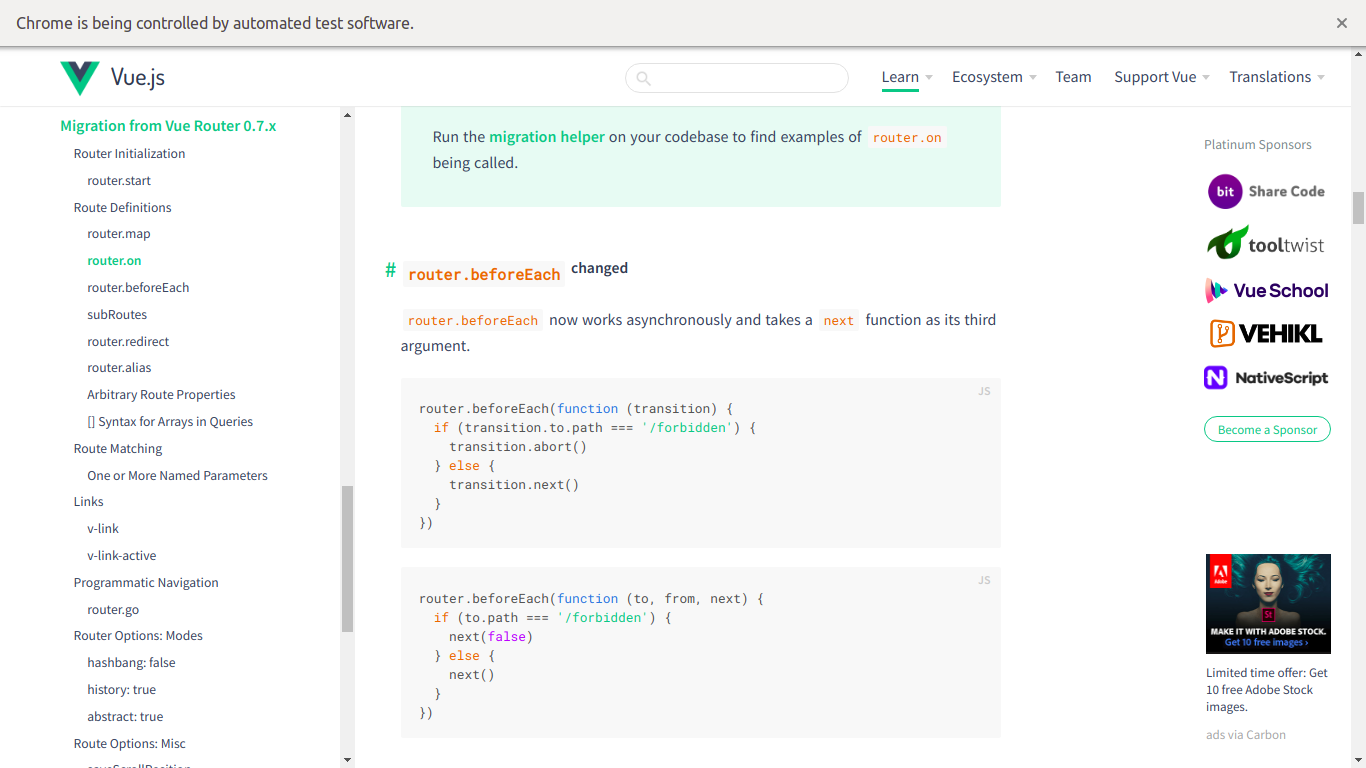 Chrome is being controlled by automated test software.
Vue.js
Learn
Ecosystem
Team
Support Vue
Translations
Migration from Vue Router 0.7.x
Router Initialization
router.start
Route Definitions
router.map
router.on
router.beforeEach
subRoutes
router.redirect
router.alias
Arbitrary Route Properties
[] Syntax for Arrays in Queries
Route Matching
One or More Named Parameters
Links
v-link
v-link-active
Programmatic Navigation
router.go
Router Options: Modes
hashbang: false
history: true
abstract: true
Route Options: Misc
Run the migration helper on your codebase to find examples of router.on
being called.
# router.beforeEach changed
router.beforeEach now works asynchronously and takes a next function as its third
argument.
JS
router.beforeEach(function (transition) {
if (transition.to.path === '/forbidden') {
transition.abort()
} else {
transition.next()
}
})
JS
router.beforeEach(function (to, from, next) {
if (to.path === '/forbidden') {
next(false)
} else {
next()
}
})
Platinum Sponsors
bit Share Code
tooltwist
Vue School
VEHIKL
N NativeScript
Become a Sponsor
Adobe
St
MAKE IT WITH ADOBE STOCK.
Get 10 free images ›
Limited time offer: Get
10 free Adobe Stock
images.
ads via Carbon